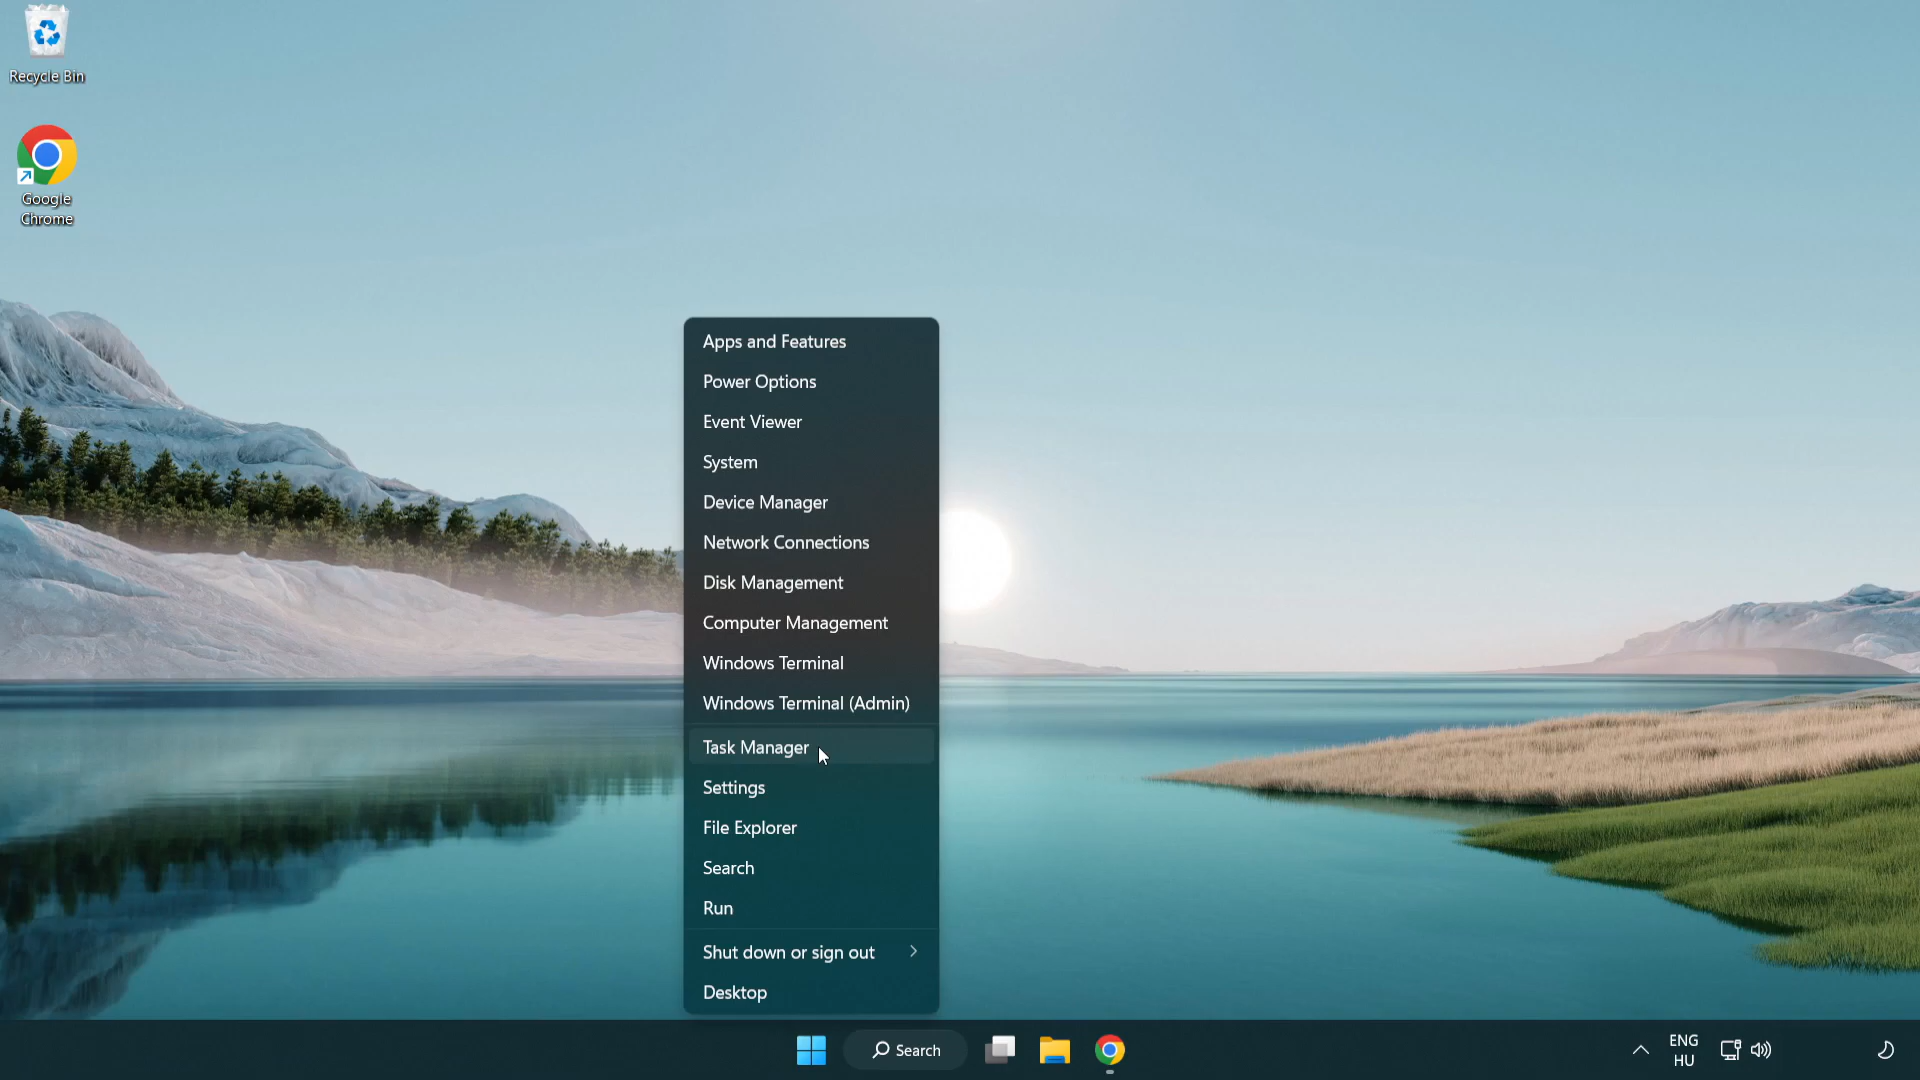 Recycle Bin
Google
Chrome
Apps and Features
Power Options
Event Viewer
System
Device Manager
Network Connections
Disk Management
Computer Management
Windows Terminal
Windows Terminal (Admin)
Task Manager
Settings
File Explorer
Search
Run
Shut down or sign out
Desktop
Search
ENG
HU